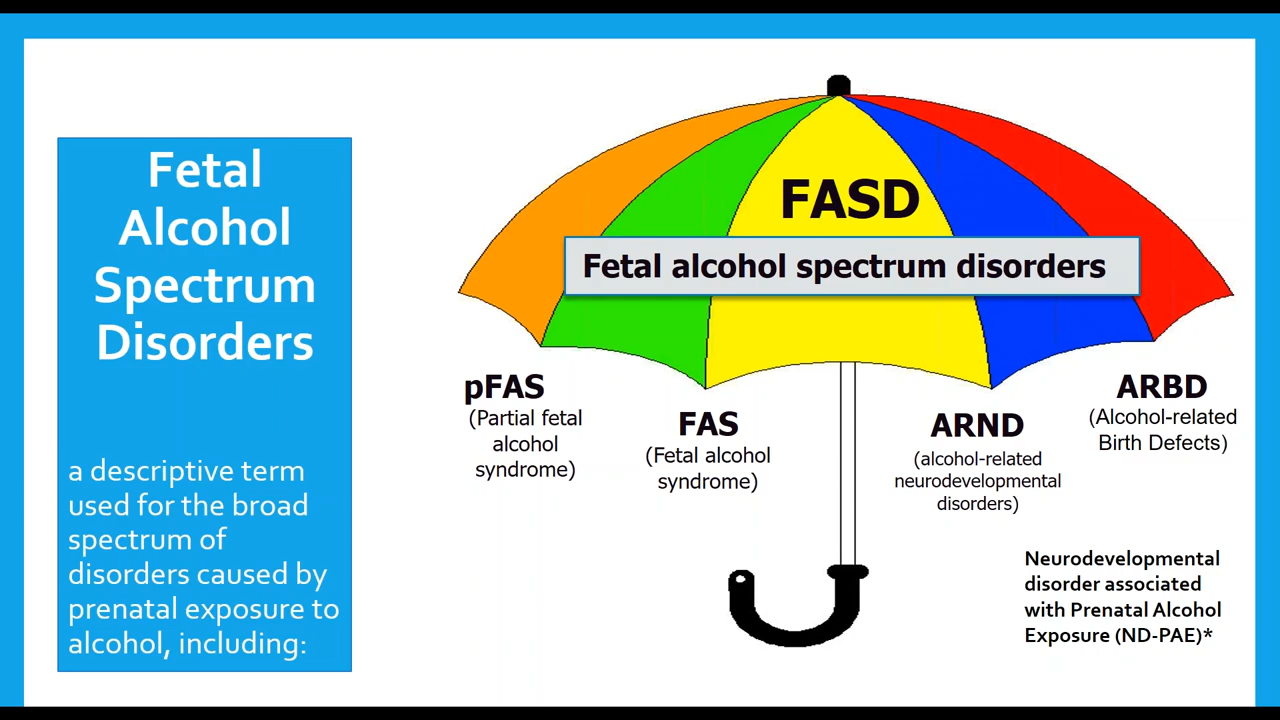 Fetal
Alcohol
Spectrum
Disorders
a descriptive term
used for the broad
spectrum of
disorders caused by
prenatal exposure to
alcohol, including:
FASD
Fetal alcohol spectrum disorders
pFAS
(Partial fetal
alcohol
syndrome)
FAS
(Fetal alcohol
syndrome)
ARND
(alcohol-related
neurodevelopmental
disorders)
ARBD
(Alcohol-related
Birth Defects)
Neurodevelopmental
disorder associated
with Prenatal Alcohol
Exposure (ND-PAE)*